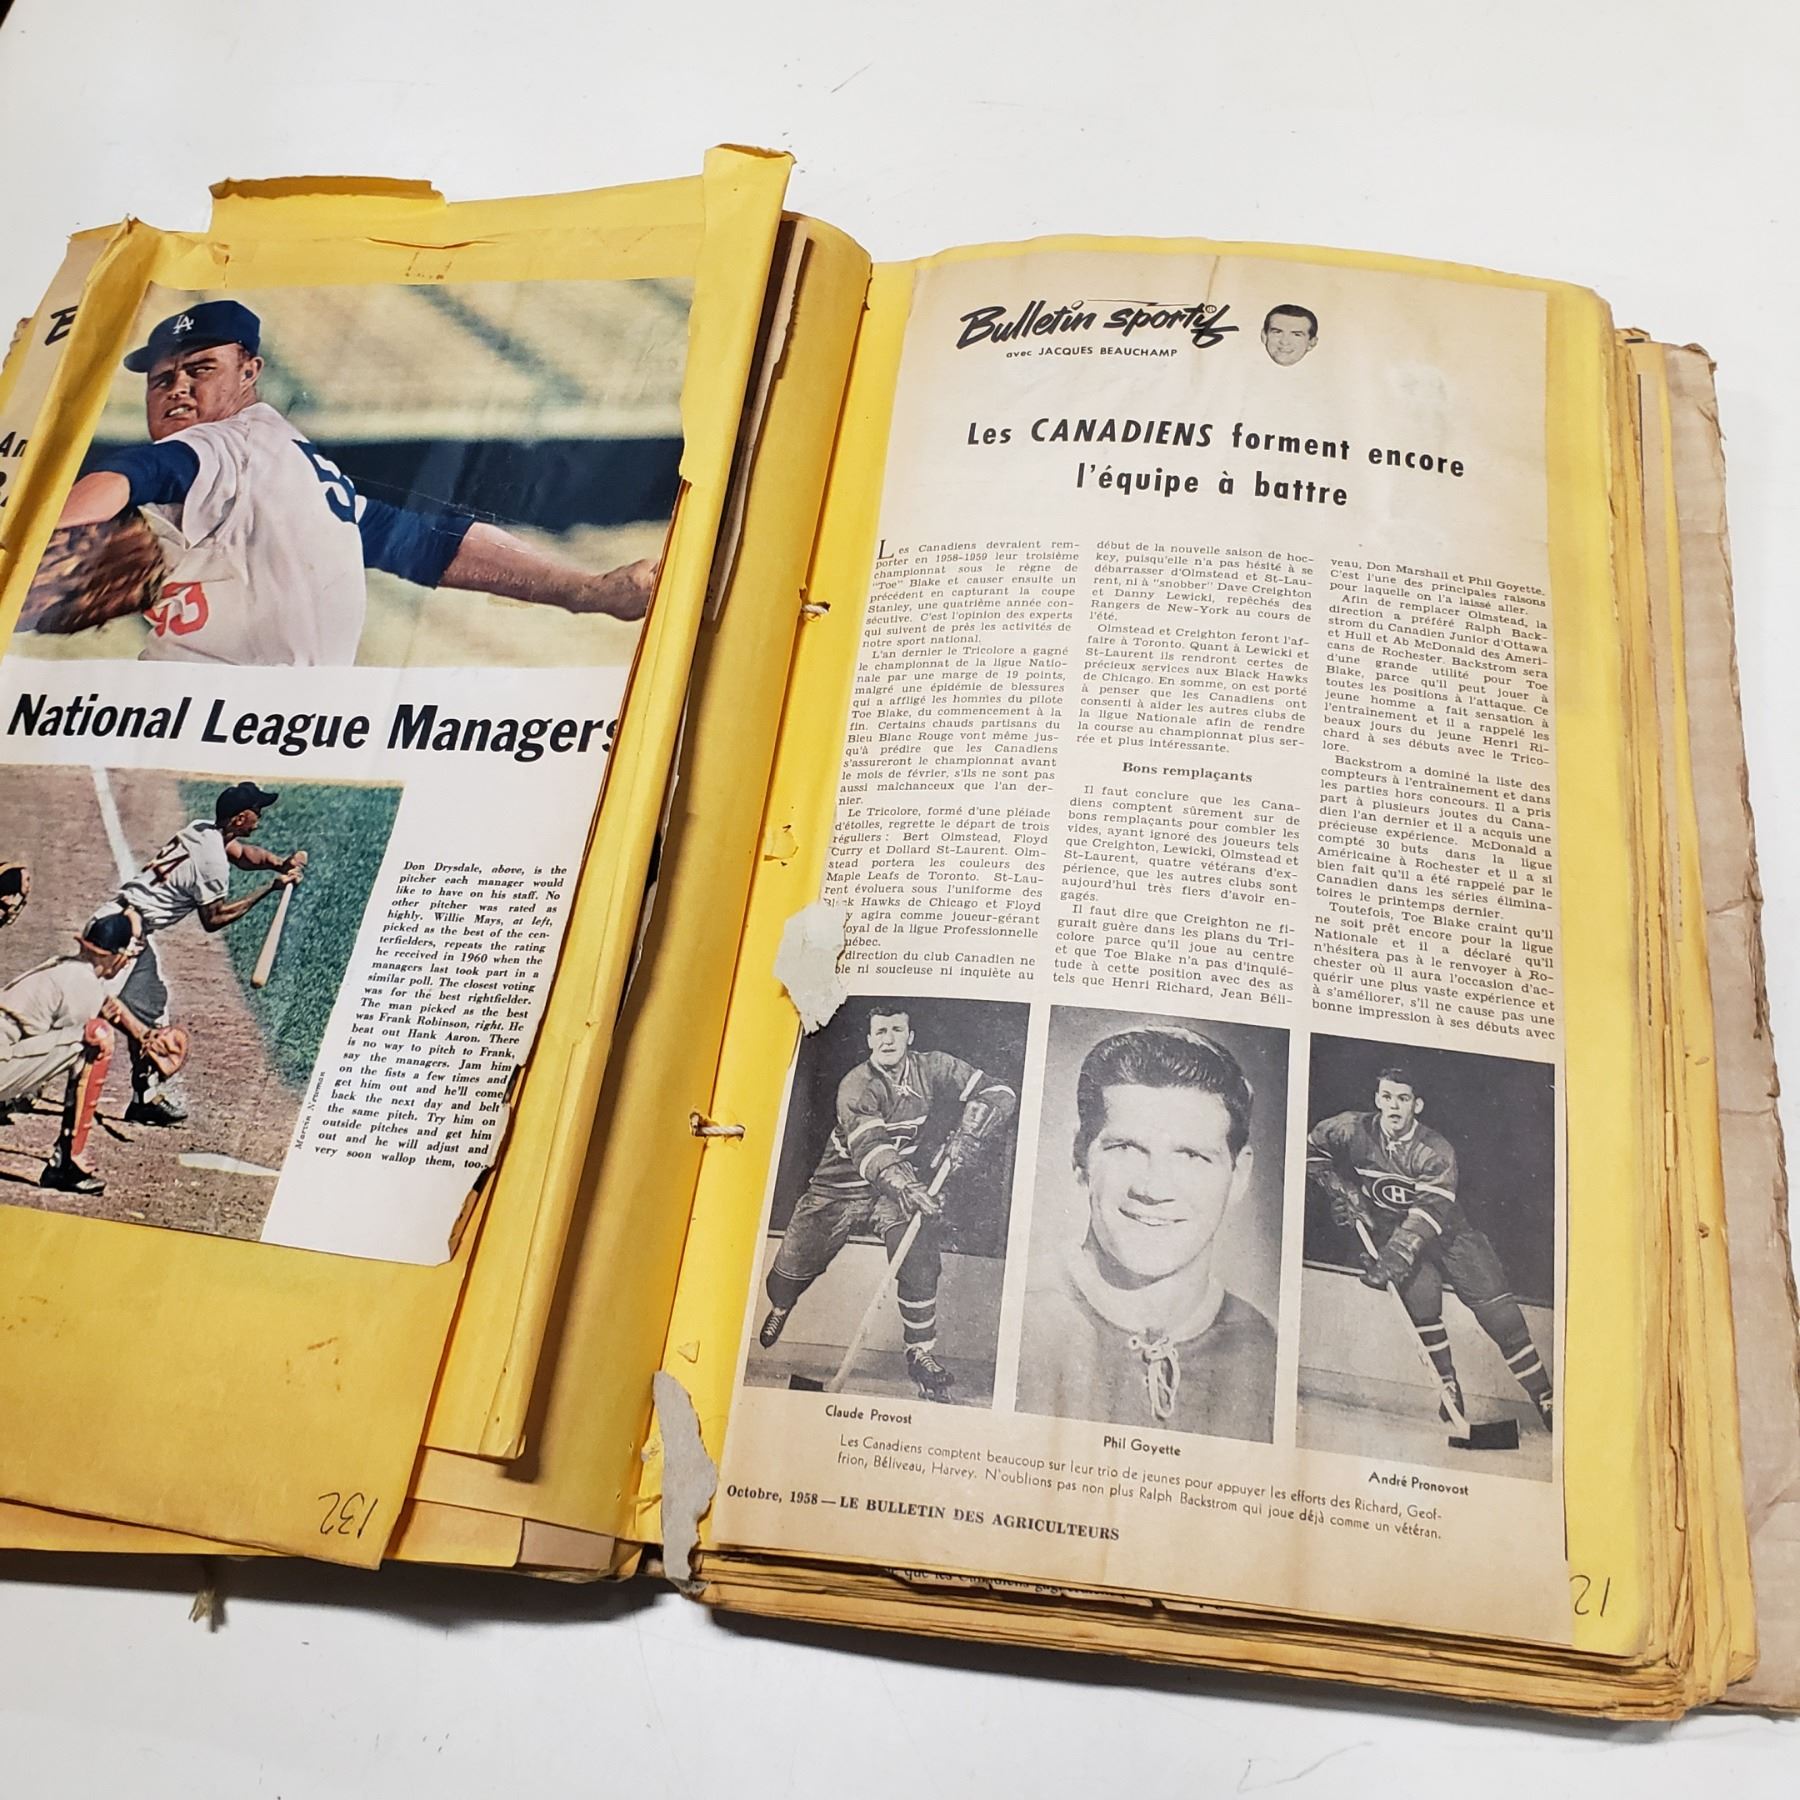 An
LA
53
5
National League Managers
24
Don Drysdale, above, is the
pitcher each manager would
like to have on his staff. No
other pitcher was rated as
highly. Willie Mays, at left,
picked as the best of the cen-
terfielders, repeats the rating
he received in 1960 when the
managers last took part in a
similar poll. The closest voting
was for the best rightfielder.
The man picked as the best
was Frank Robinson, right. He
beat out Hank Aaron. There
is no way to pitch to Frank,
say the managers. Jam him
on the fists a few times and
get him out and he'll come
back the next day and belt
the same pitch. Try him on
outside pitches and get him
out and he will adjust and
very soon wallop them, too.
Marvin Newman
132
Bulletin sportif
avec JACQUES BEAUCHAMP
Les CANADIENS forment encore
l'équipe à battre
Les Canadiens devraient rem-
porter en 1958-1959 leur troisième
championnat sous le règne de
"Toe" Blake et causer ensuite un
précédent en capturant la coupe
Stanley, une quatrième année con-
sécutive. C'est l'opinion des experts
qui suivent de près les activités de
notre sport national.
L'an dernier le Tricolore a gagné
le championnat de la ligue Natio-
nale par une marge de 19 points,
malgré une épidémie de blessures
qui a affligé les hommes du pilote
Toe Blake, du commencement à la
fin. Certains chauds partisans du
Bleu Blanc Rouge vont même jus-
qu'à prédire que les Canadiens
s'assureront le championnat avant
le mois de février, s'ils ne sont pas
aussi malchanceux que l'an der-
nier.
Le Tricolore, formé d'une pléiade
d'étoiles, regrette le départ de trois
réguliers : Bert Olmstead, Floyd
Curry et Dollard St-Laurent. Olm-
stead portera les couleurs des
Maple Leafs de Toronto. St-Lau-
rent évoluera sous l'uniforme des
Hawks de Chicago et Floyd
y agira comme joueur-gérant
oyal de la ligue Professionnelle
uébec.
direction du club Canadien ne
ble ni soucieuse ni inquiète au
début de la nouvelle saison de hoc-
key, puisqu'elle n'a pas hésité à se
débarrasser d'Olmstead et St-Lau-
rent, ni à "snobber" Dave Creighton
et Danny Lewicki, repêchés des
Rangers de New-York au cours de
l'été.
Olmstead et Creighton feront l'af-
faire à Toronto. Quant à Lewicki et
St-Laurent ils rendront certes de
précieux services aux Black Hawks
de Chicago. En somme, on est porté
à penser que les Canadiens ont
consenti à aider les autres clubs de
la ligue Nationale afin de rendre
la course au championnat plus ser-
rée et plus intéressante.
Bons remplaçants
Il faut conclure que les Cana-
diens comptent sûrement sur de
bons remplaçants pour combler les
vides, ayant ignoré des joueurs tels
que Creighton, Lewicki, Olmstead et
St-Laurent, quatre vétérans d'ex-
périence, que les autres clubs sont
aujourd'hui très fiers d'avoir en-
gagés.
Il faut dire que Creighton ne fi-
gurait guère dans les plans du Tri-
colore parce qu'il joue au centre
et que Toe Blake n'a pas d'inquié-
tude à cette position avec des as
tels que Henri Richard, Jean Béli-
veau, Don Marshall et Phil Goyette.
C'est l'une des principales raisons
pour laquelle on l'a laissé aller.
Afin de remplacer Olmstead, la
direction a préféré Ralph Back-
strom du Canadien Junior d'Ottawa
et Hull et Ab McDonald des Ameri-
cans de Rochester. Backstrom sera
d'une grande utilité pour Toe
Blake, parce qu'il peut jouer à
toutes les positions à l'attaque. Ce
jeune homme a fait sensation à
l'entraînement et il a rappelé les
beaux jours du jeune Henri Ri-
chard à ses débuts avec le Trico-
lore.
Backstrom a dominé la liste des
compteurs à l'entraînement et dans
les parties hors concours. Il a pris
part à plusieurs joutes du Cana-
dien l'an dernier et il a acquis une
précieuse expérience. McDonald a
compté 30 buts dans la ligue
Américaine à Rochester et il a si
bien fait qu'il a été rappelé par le
Canadien dans les séries élimina-
toires le printemps dernier.
Toutefois, Toe Blake craint qu'il
ne soit prêt encore pour la ligue
Nationale et il a déclaré qu'il
n'hésitera pas à le renvoyer à Ro-
chester où il aura l'occasion d'ac-
quérir une plus vaste expérience et
à s'améliorer, s'il ne cause pas une
bonne impression à ses débuts avec
Claude Provost
Phil Goyette
André Pronovost
Les Canadiens comptent beaucoup sur leur trio de jeunes pour appuyer les efforts des Richard, Geof-
frion, Béliveau, Harvey. N'oublions pas non plus Ralph Backstrom qui joue déjà comme un vétéran.
Octobre, 1958 — LE BULLETIN DES AGRICULTEURS
121